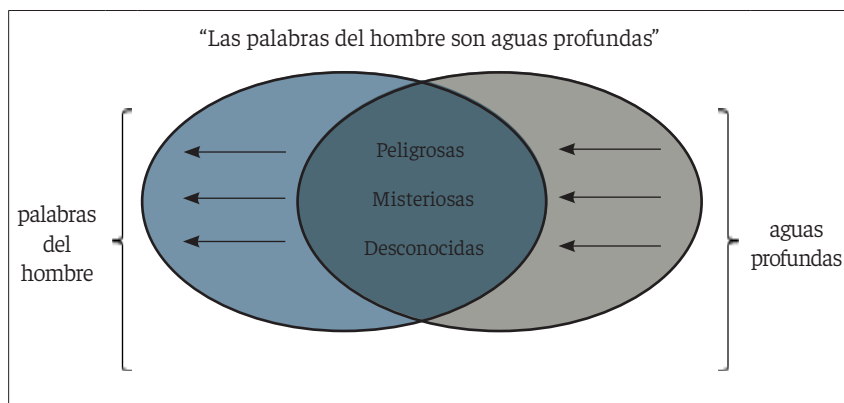 “Las palabras del hombre son aguas profundas”
Peligrosas
Misteriosas
Desconocidas
palabras
del
hombre
aguas
profundas